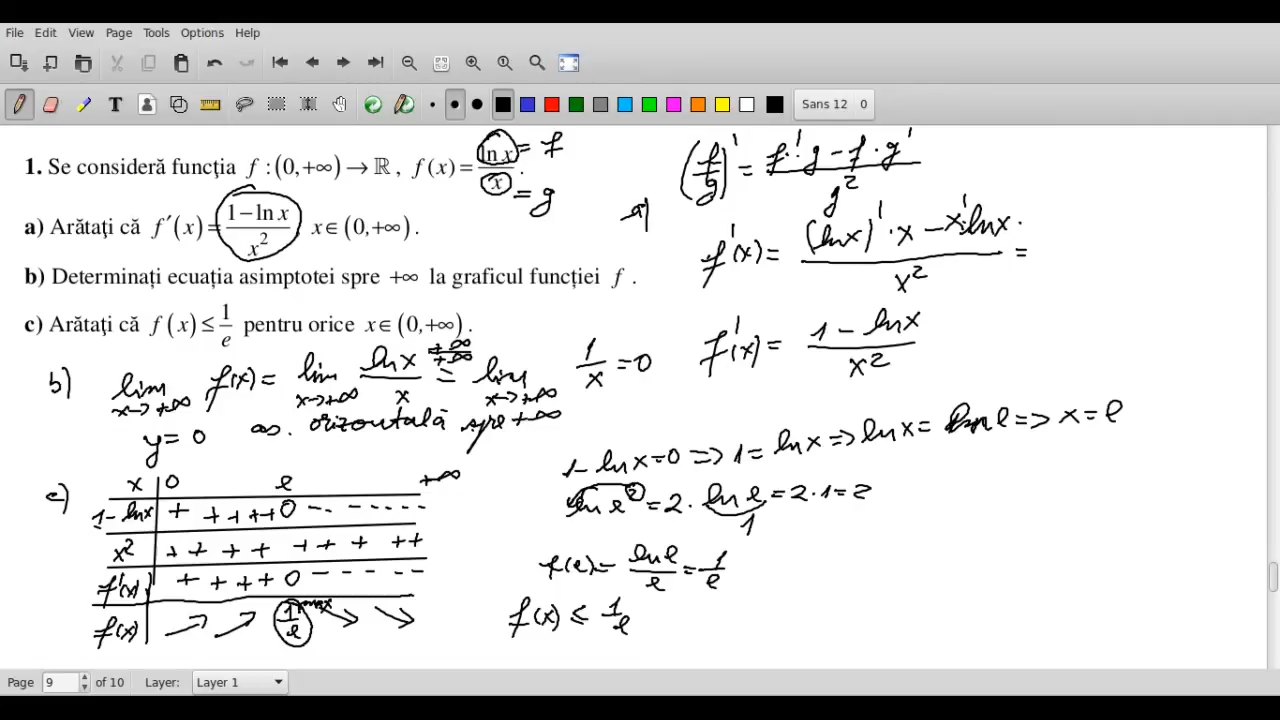 File Edit View Page Tools Options Help
Sans 12 0
1. Se consideră funcția f : (0,+∞) → ℝ , f(x) = ln x / x . = f = g
(f/g)' = (f'·g − f·g') / g²
a) Arătați că f′(x) = (1−ln x)/x² x∈(0,+∞) .
a) f'(x) = ((ln x)'·x − x'·ln x) / x² =
b) Determinați ecuația asimptotei spre +∞ la graficul funcției f .
c) Arătați că f(x) ≤ 1/e pentru orice x∈(0,+∞) .
f'(x) = (1 − ln x)/x²
b) lim x→+∞ f(x) = lim x→+∞ ln x / x +∞/+∞ = lim x→+∞ 1/x = 0
y = 0 as. orizontală spre +∞
1 − ln x = 0 => 1 = ln x => ln x = ln e => x = e
ln e² = 2 · ln e = 2 · 1 = 2
1
f(e) = ln e / e = 1/e
f(x) ≤ 1/e
c) x 0 e +∞
1 − ln x + + + + + 0 - - - - - - -
x² + + + + + + + + +
f'(x) + + + + 0 - - - - -
f(x) ↗ ↗ 1/e max ↘ ↘
Page 9 of 10 Layer: Layer 1